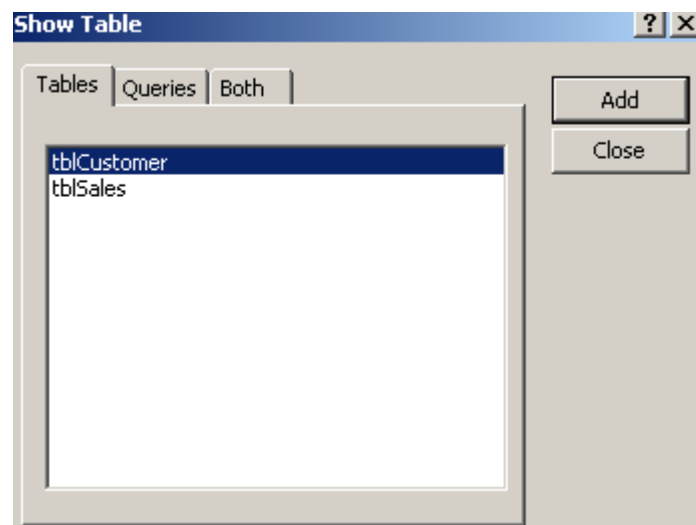 Show Table
Tables Queries Both
Add
Close
tblCustomer
tblSales